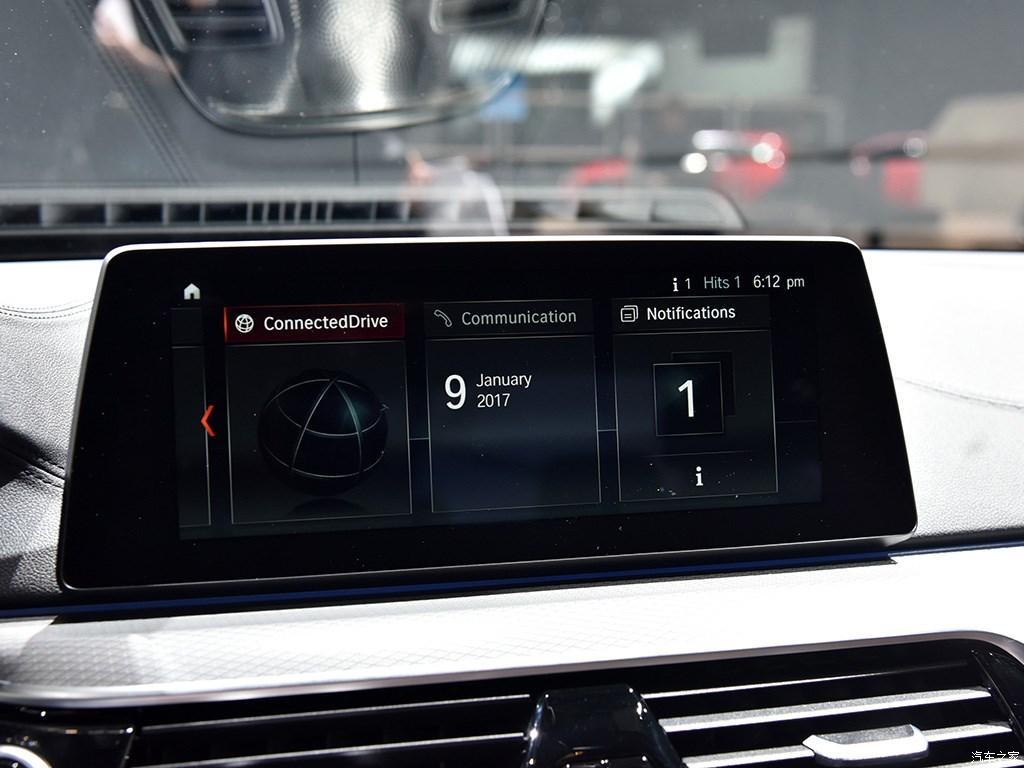 i 1 Hits 1 6:12 pm
ConnectedDrive
Communication
Notifications
9 January
2017
1
i
汽车之家